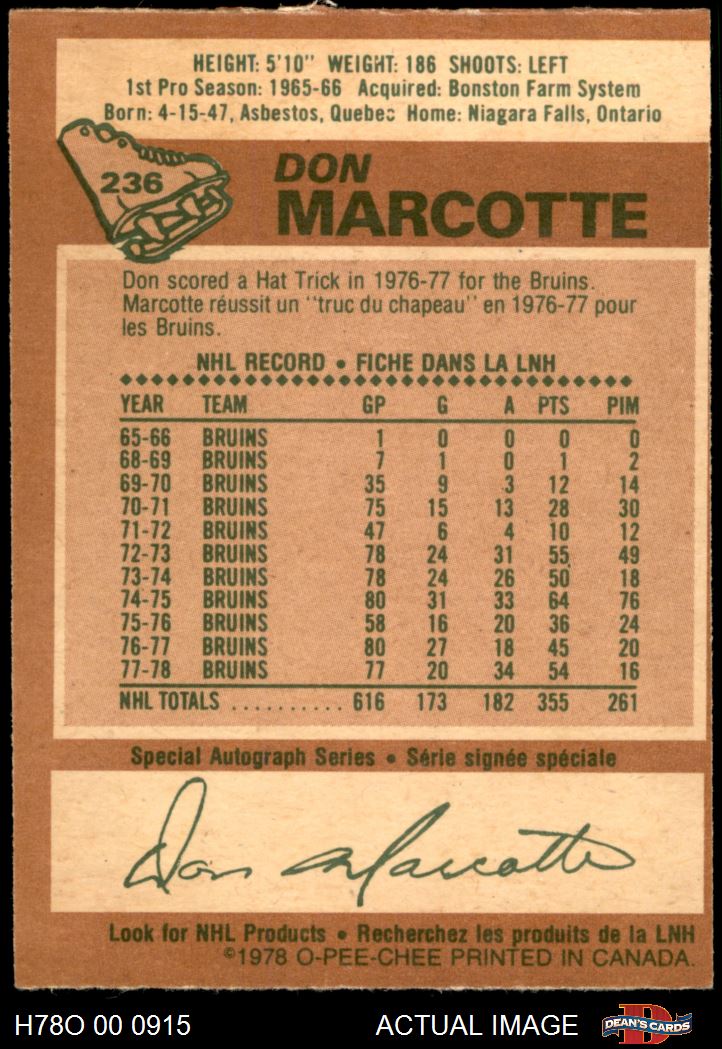 HEIGHT: 5'10" WEIGHT: 186 SHOOTS: LEFT
1st Pro Season: 1965-66 Acquired: Bonston Farm System
Born: 4-15-47, Asbestos, Quebec Home: Niagara Falls, Ontario
236
DON
MARCOTTE
Don scored a Hat Trick in 1976-77 for the Bruins.
Marcotte réussit un "truc du chapeau" en 1976-77 pour
les Bruins.
NHL RECORD • FICHE DANS LA LNH
YEAR TEAM GP G A PTS PIM
65-66 BRUINS 1 0 0 0 0
68-69 BRUINS 7 1 0 1 2
69-70 BRUINS 35 9 3 12 14
70-71 BRUINS 75 15 13 28 30
71-72 BRUINS 47 6 4 10 12
72-73 BRUINS 78 24 31 55 49
73-74 BRUINS 78 24 26 50 18
74-75 BRUINS 80 31 33 64 76
75-76 BRUINS 58 16 20 36 24
76-77 BRUINS 80 27 18 45 20
77-78 BRUINS 77 20 34 54 16
NHL TOTALS .......... 616 173 182 355 261
Special Autograph Series • Série signée spéciale
Don Marcotte
Look for NHL Products • Recherchez les produits de la LNH
©1978 O-PEE-CHEE PRINTED IN CANADA.
H78O 00 0915 ACTUAL IMAGE D DEAN'S CARDS